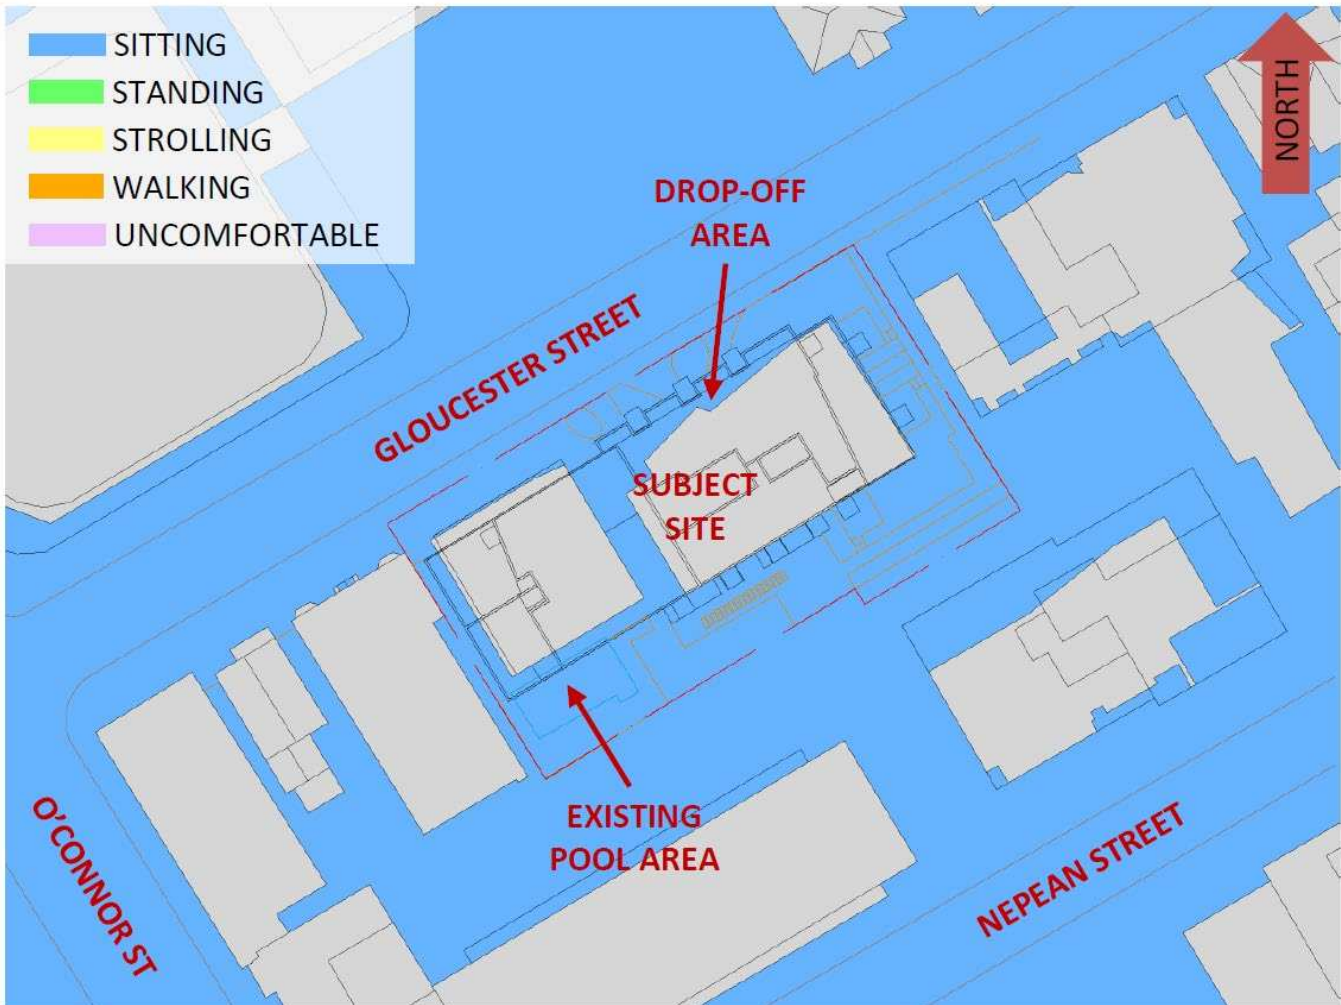 SITTING
STANDING
STROLLING
WALKING
UNCOMFORTABLE
NORTH
DROP-OFF
AREA
GLOUCESTER STREET
SUBJECT
SITE
EXISTING
POOL AREA
O'CONNOR ST
NEPEAN STREET